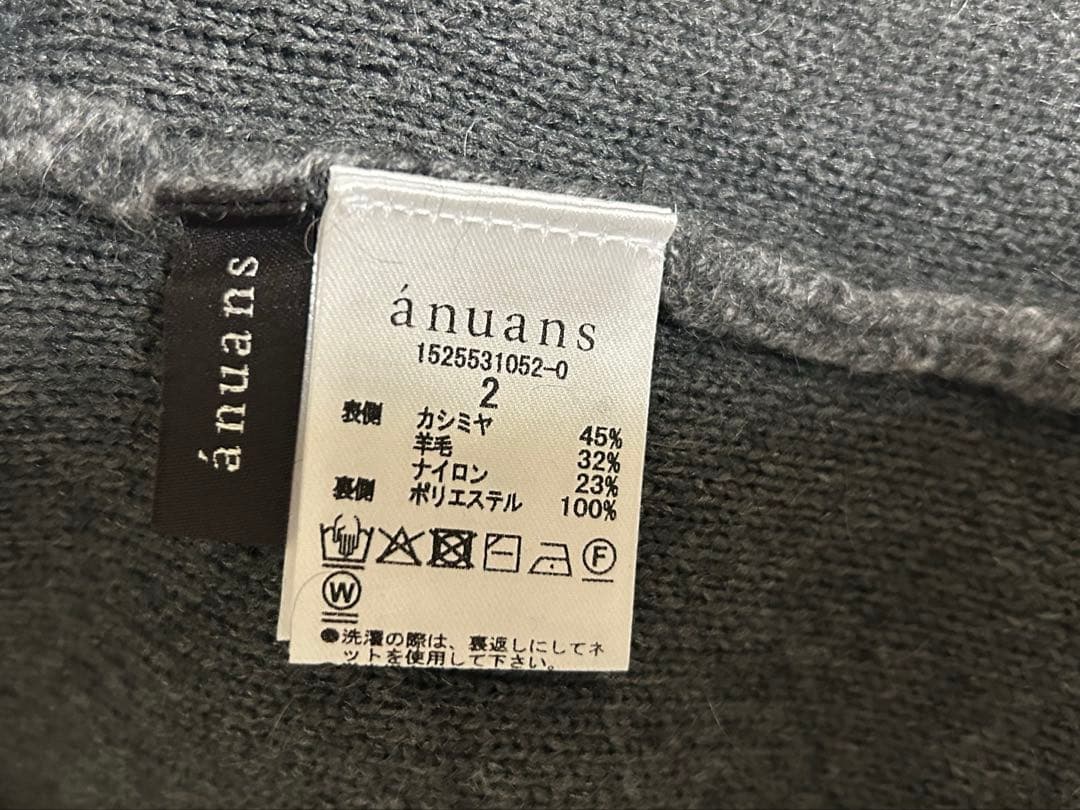 ánuans
ánuans
1525531052-0
2
表側 カシミヤ 45%
羊毛 32%
ナイロン 23%
裏側 ポリエステル 100%
F
W
●洗濯の際は、裏返しにしてネ
ットを使用して下さい。